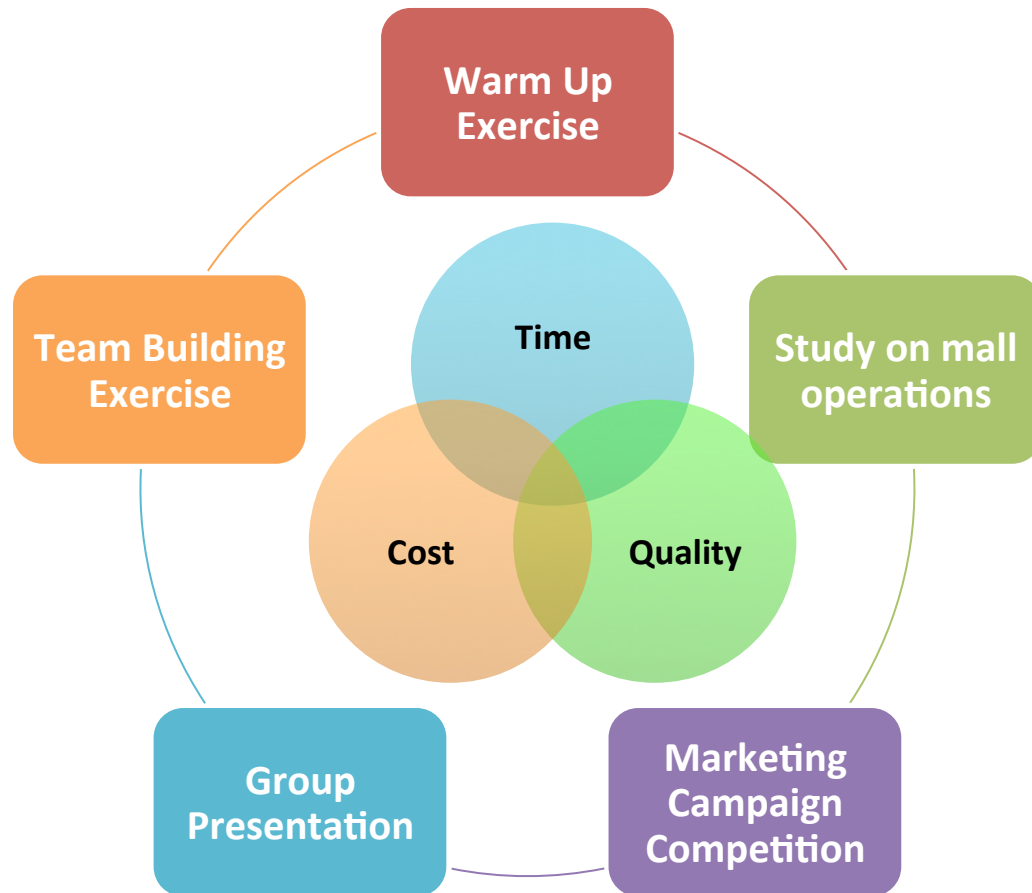 Warm Up
Exercise
Time
Team Building
Exercise
Study on mall
operations
Cost
Quality
Group
Presentation
Marketing
Campaign
Competition